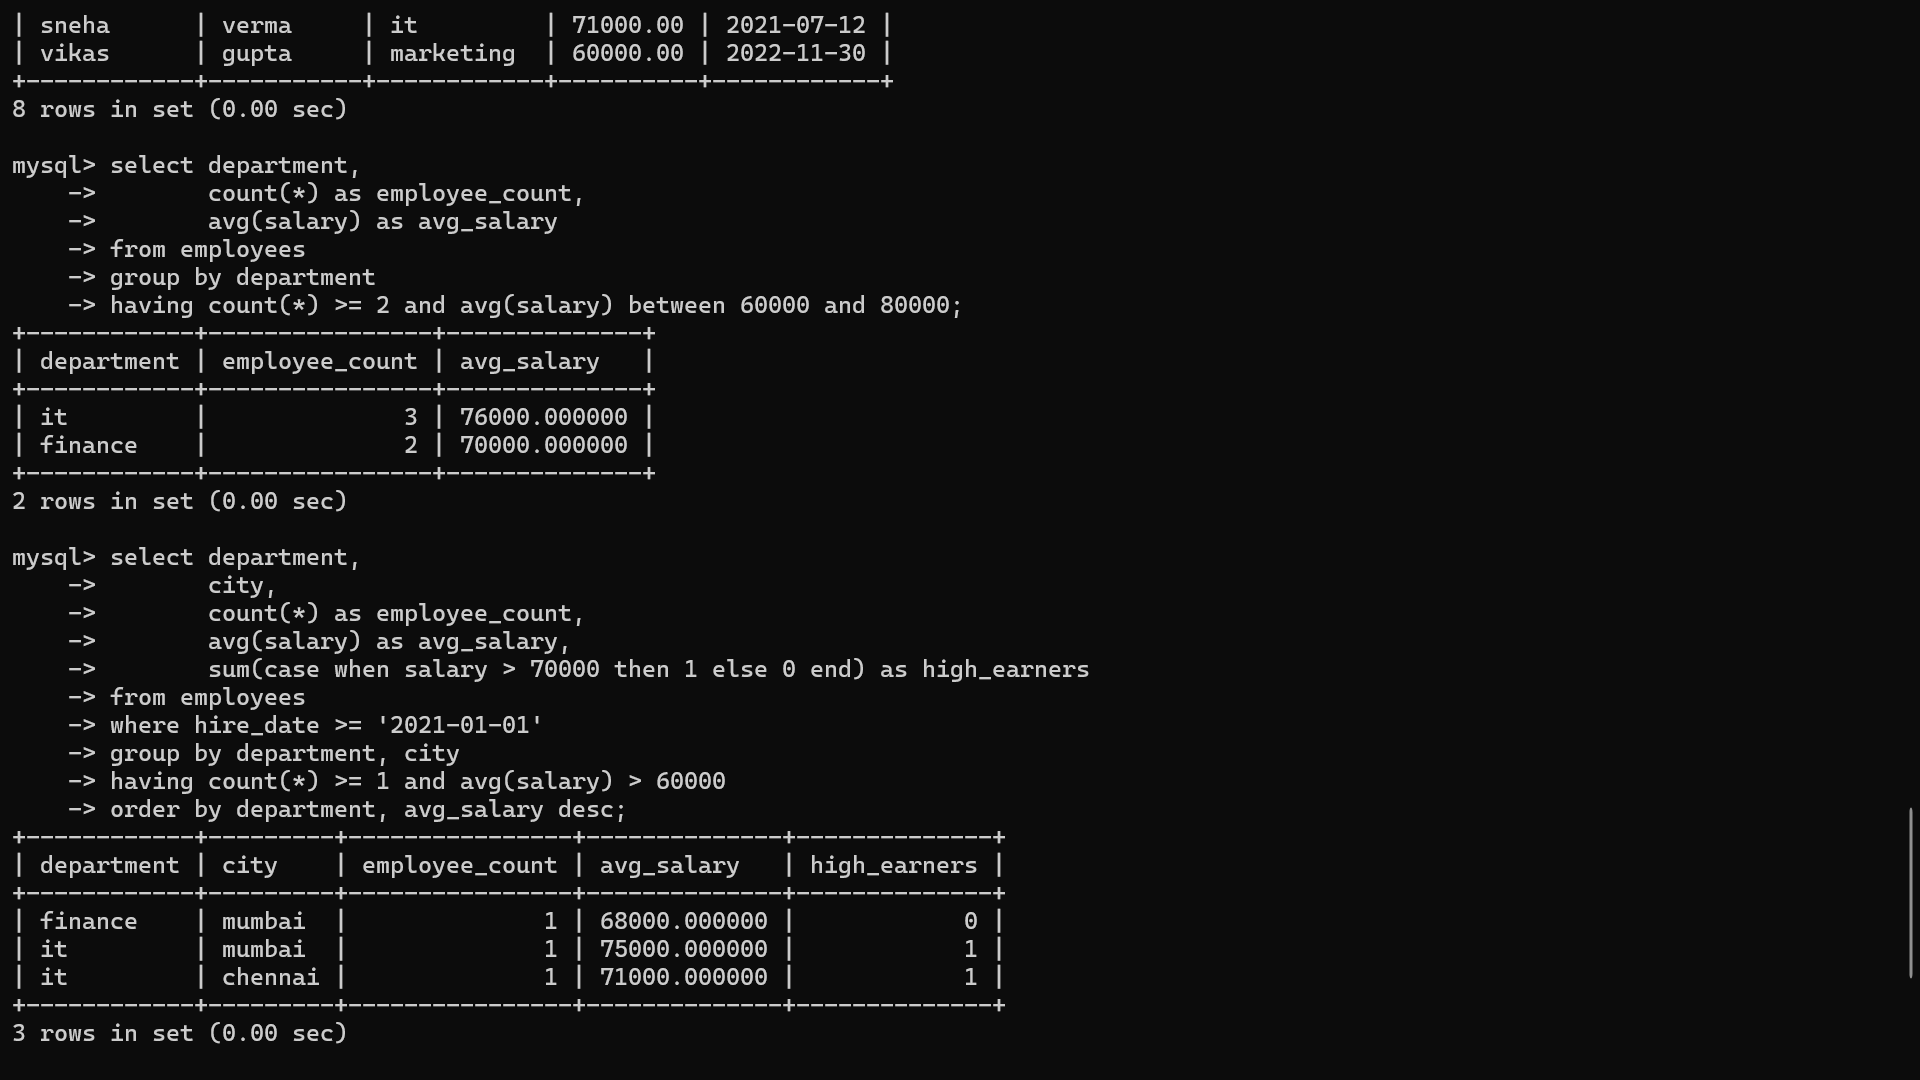 | sneha      | verma     | it         | 71000.00 | 2021-07-12 |
| vikas      | gupta     | marketing  | 60000.00 | 2022-11-30 |
+------------+-----------+------------+----------+------------+
8 rows in set (0.00 sec)

mysql> select department,
    ->        count(*) as employee_count,
    ->        avg(salary) as avg_salary
    -> from employees
    -> group by department
    -> having count(*) >= 2 and avg(salary) between 60000 and 80000;
+------------+----------------+--------------+
| department | employee_count | avg_salary   |
+------------+----------------+--------------+
| it         |              3 | 76000.000000 |
| finance    |              2 | 70000.000000 |
+------------+----------------+--------------+
2 rows in set (0.00 sec)

mysql> select department,
    ->        city,
    ->        count(*) as employee_count,
    ->        avg(salary) as avg_salary,
    ->        sum(case when salary > 70000 then 1 else 0 end) as high_earners
    -> from employees
    -> where hire_date >= '2021-01-01'
    -> group by department, city
    -> having count(*) >= 1 and avg(salary) > 60000
    -> order by department, avg_salary desc;
+------------+---------+----------------+--------------+--------------+
| department | city    | employee_count | avg_salary   | high_earners |
+------------+---------+----------------+--------------+--------------+
| finance    | mumbai  |              1 | 68000.000000 |            0 |
| it         | mumbai  |              1 | 75000.000000 |            1 |
| it         | chennai |              1 | 71000.000000 |            1 |
+------------+---------+----------------+--------------+--------------+
3 rows in set (0.00 sec)